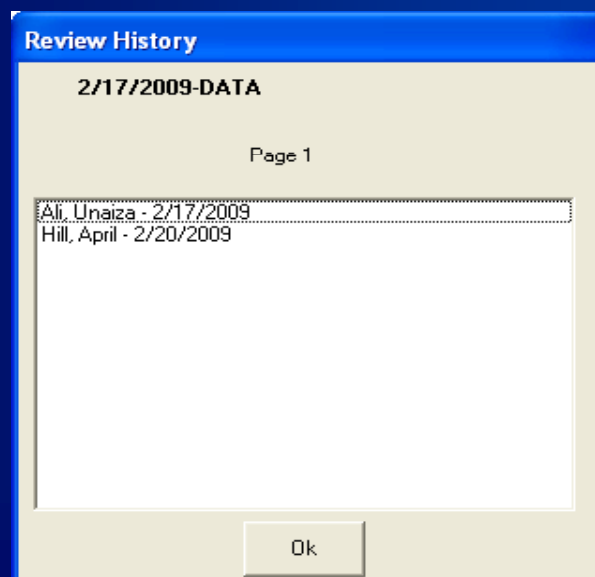 Review History
2/17/2009-DATA
Page 1
Ali, Unaiza - 2/17/2009
Hill, April - 2/20/2009
Ok